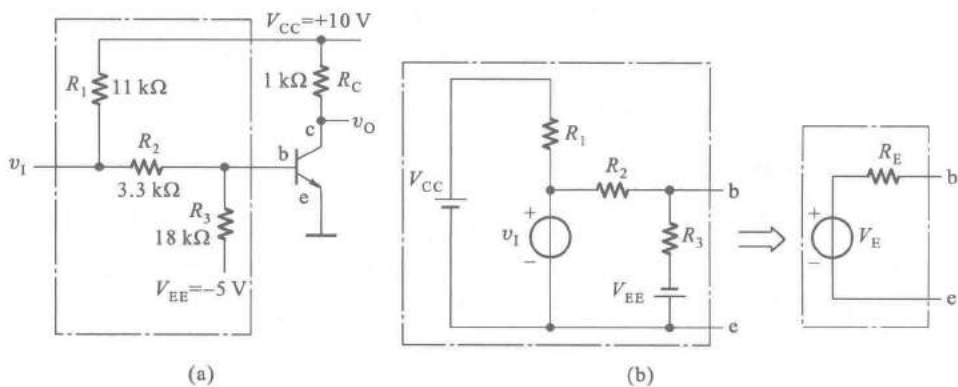 V_CC=+10 V
R_1
11 kΩ
1 kΩ
R_C
c
v_O
v_I
R_2
3.3 kΩ
b
e
R_3
18 kΩ
V_EE=−5 V
(a)
V_CC
R_1
R_2
b
+
v_I
−
R_3
V_EE
e
R_E
b
+
V_E
−
e
(b)